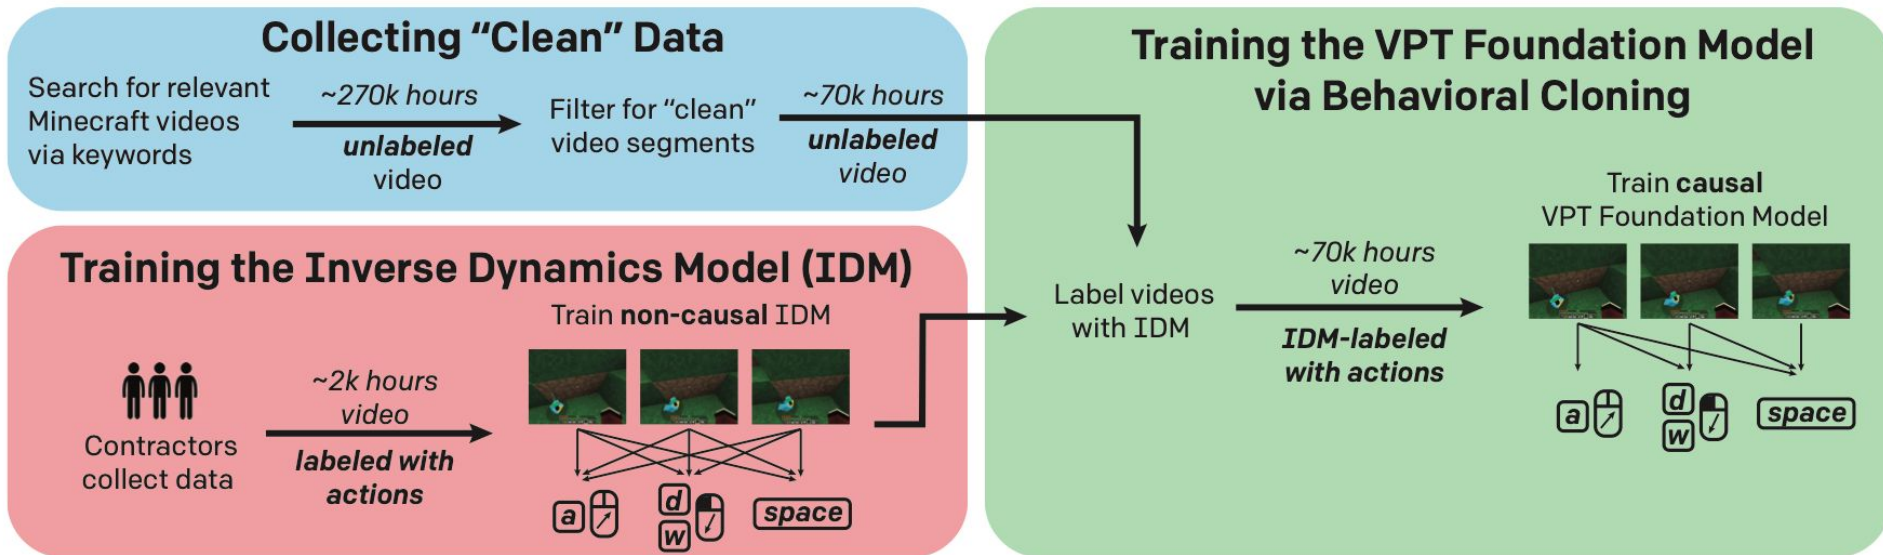 Collecting “Clean” Data
Search for relevant
Minecraft videos
via keywords
~270k hours
unlabeled
video
Filter for “clean”
video segments
~70k hours
unlabeled
video
Training the Inverse Dynamics Model (IDM)
Contractors
collect data
~2k hours
video
labeled with
actions
Train non-causal IDM
a
d
w
space
Training the VPT Foundation Model
via Behavioral Cloning
Label videos
with IDM
~70k hours
video
IDM-labeled
with actions
Train causal
VPT Foundation Model
a
d
w
space